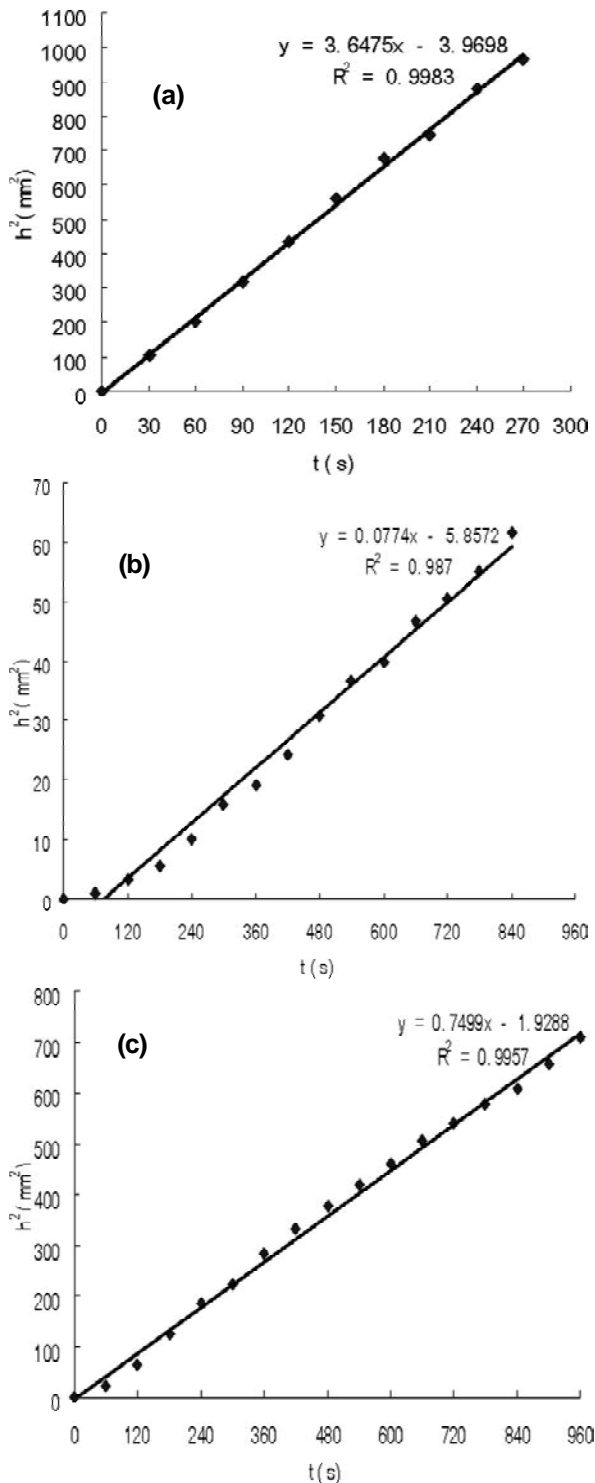 1100
1000
900
800
700
600
500
400
300
200
100
0
h²(mm²)
(a)
y = 3.6475x - 3.9698
R² = 0.9983
0 30 60 90 120 150 180 210 240 270 300
t(s)
70
60
50
40
30
20
10
0
h²(mm²)
(b)
y = 0.0774x - 5.8572
R² = 0.987
0 120 240 360 480 600 720 840 960
t(s)
800
700
600
500
400
300
200
100
0
h²(mm²)
(c)
y = 0.7499x - 1.9288
R² = 0.9957
0 120 240 360 480 600 720 840 960
t(s)